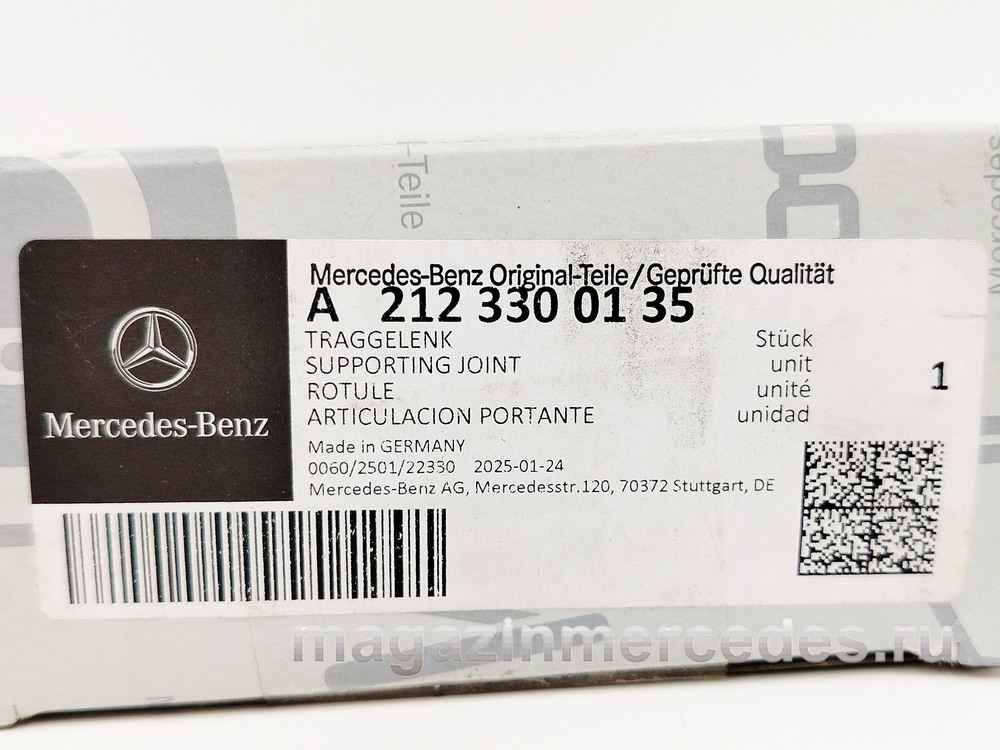 -Teile
Mercedes-Benz Original-Teile/Geprüfte Qualität
A 212 330 01 35
TRAGGELENK Stück
SUPPORTING JOINT unit
ROTULE unité
ARTICULACION PORTANTE unidad
1
Made in GERMANY
0060/2501/22330 2025-01-24
Mercedes-Benz AG, Mercedesstr.120, 70372 Stuttgart, DE
Mercedes-Benz
magazinmercedes.ru